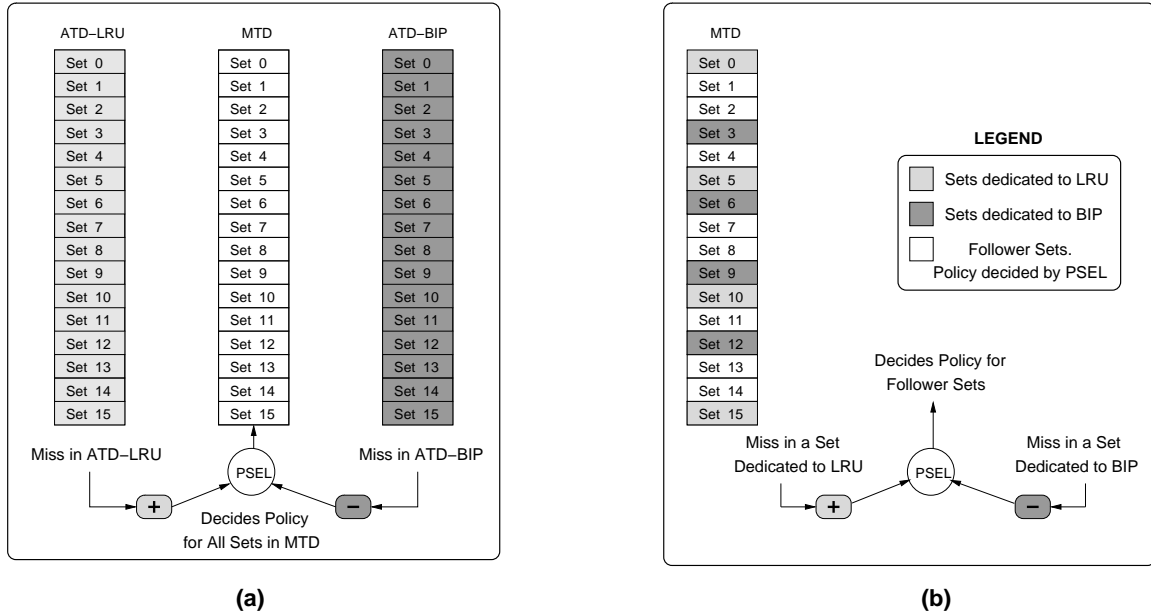 ATD–LRU
MTD
ATD–BIP
Set 0
Set 1
Set 2
Set 3
Set 4
Set 5
Set 6
Set 7
Set 8
Set 9
Set 10
Set 11
Set 12
Set 13
Set 14
Set 15
Set 0
Set 1
Set 2
Set 3
Set 4
Set 5
Set 6
Set 7
Set 8
Set 9
Set 10
Set 11
Set 12
Set 13
Set 14
Set 15
Set 0
Set 1
Set 2
Set 3
Set 4
Set 5
Set 6
Set 7
Set 8
Set 9
Set 10
Set 11
Set 12
Set 13
Set 14
Set 15
Miss in ATD–LRU
Miss in ATD–BIP
PSEL
+
−
Decides Policy
for All Sets in MTD
(a)
MTD
Set 0
Set 1
Set 2
Set 3
Set 4
Set 5
Set 6
Set 7
Set 8
Set 9
Set 10
Set 11
Set 12
Set 13
Set 14
Set 15
LEGEND
Sets dedicated to LRU
Sets dedicated to BIP
Follower Sets.
Policy decided by PSEL
Decides Policy for
Follower Sets
Miss in a Set
Dedicated to LRU
PSEL
Miss in a Set
Dedicated to BIP
+
−
(b)